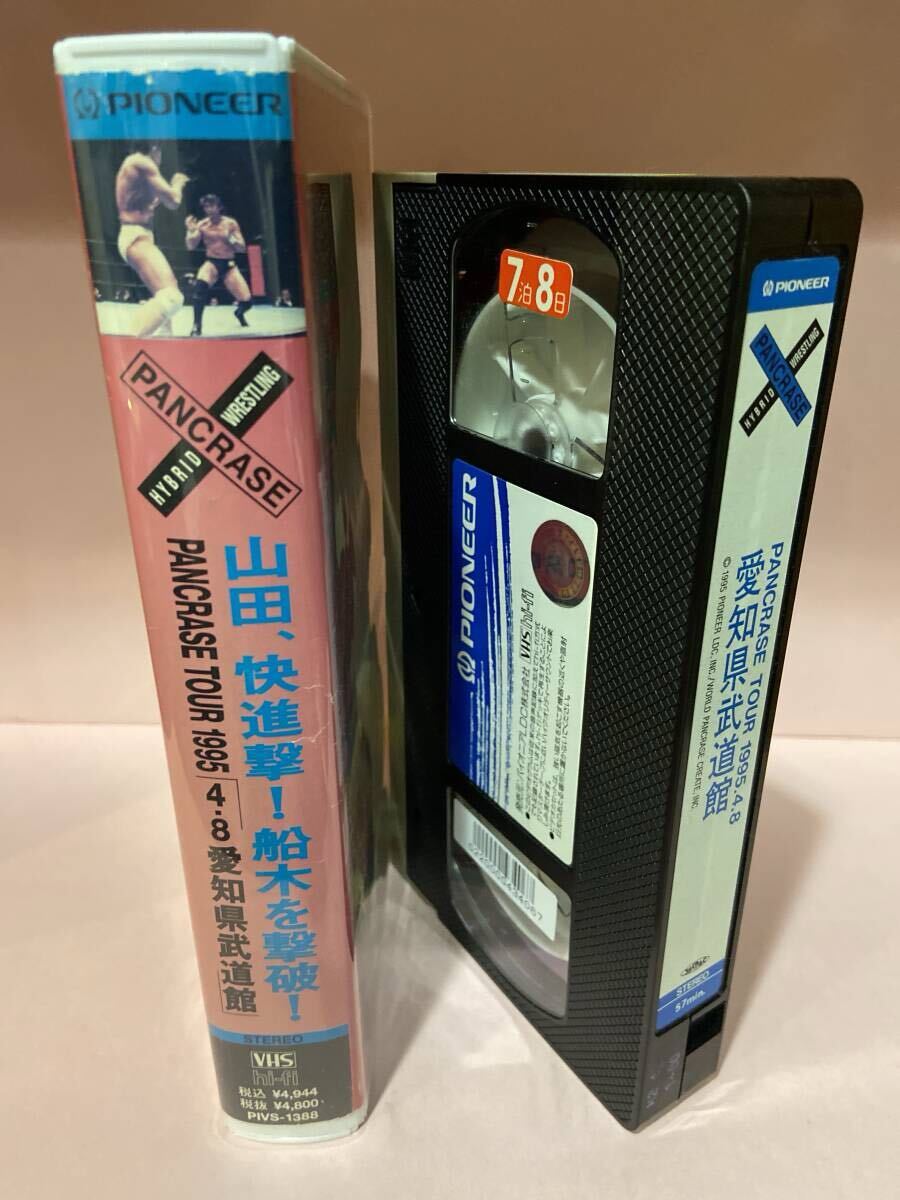 PIONEER
PANCRASE
HYBRID WRESTLING
山田、快進撃！船木を撃破！
PANCRASE TOUR 1995 4・8 愛知県武道館
STEREO
VHS
hi-fi
税込 ¥4,944
税抜 ¥4,800
PIVS-1388
7泊8日
PIONEER
VHS hi-fi
PIONEER
PANCRASE
HYBRID WRESTLING
PANCRASE TOUR 1995.4.8
愛知県武道館
© 1995 PIONEER LDC, INC./WORLD PANCRASE CREATE, INC.
STEREO
57min.